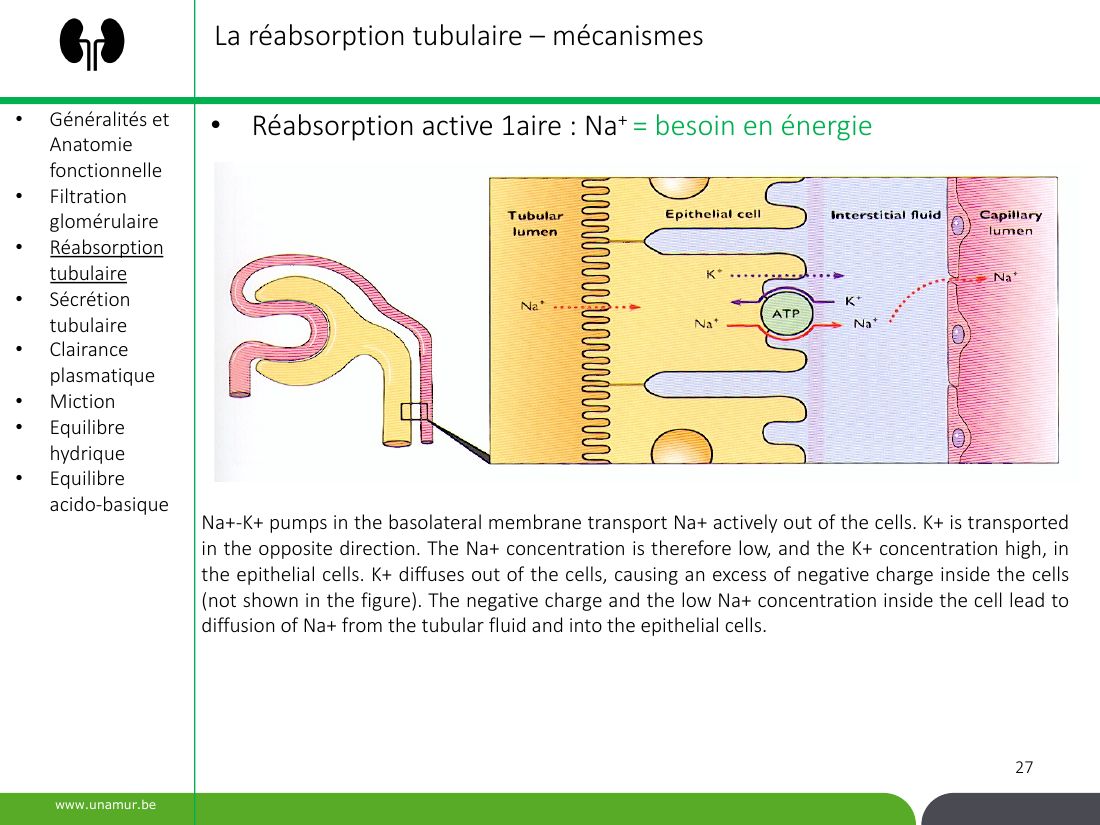 La réabsorption tubulaire – mécanismes
• Généralités et
Anatomie
fonctionnelle
• Filtration
glomérulaire
• Réabsorption
tubulaire
• Sécrétion
tubulaire
• Clairance
plasmatique
• Miction
• Equilibre
hydrique
• Equilibre
acido-basique
• Réabsorption active 1aire : Na⁺ = besoin en énergie
Tubular
lumen
Epithelial cell
Interstitial fluid
Capillary
lumen
K⁺
Na⁺
K⁺
Na⁺
ATP
Na⁺
Na⁺
Na+-K+ pumps in the basolateral membrane transport Na+ actively out of the cells. K+ is transported
in the opposite direction. The Na+ concentration is therefore low, and the K+ concentration high, in
the epithelial cells. K+ diffuses out of the cells, causing an excess of negative charge inside the cells
(not shown in the figure). The negative charge and the low Na+ concentration inside the cell lead to
diffusion of Na+ from the tubular fluid and into the epithelial cells.
27
www.unamur.be